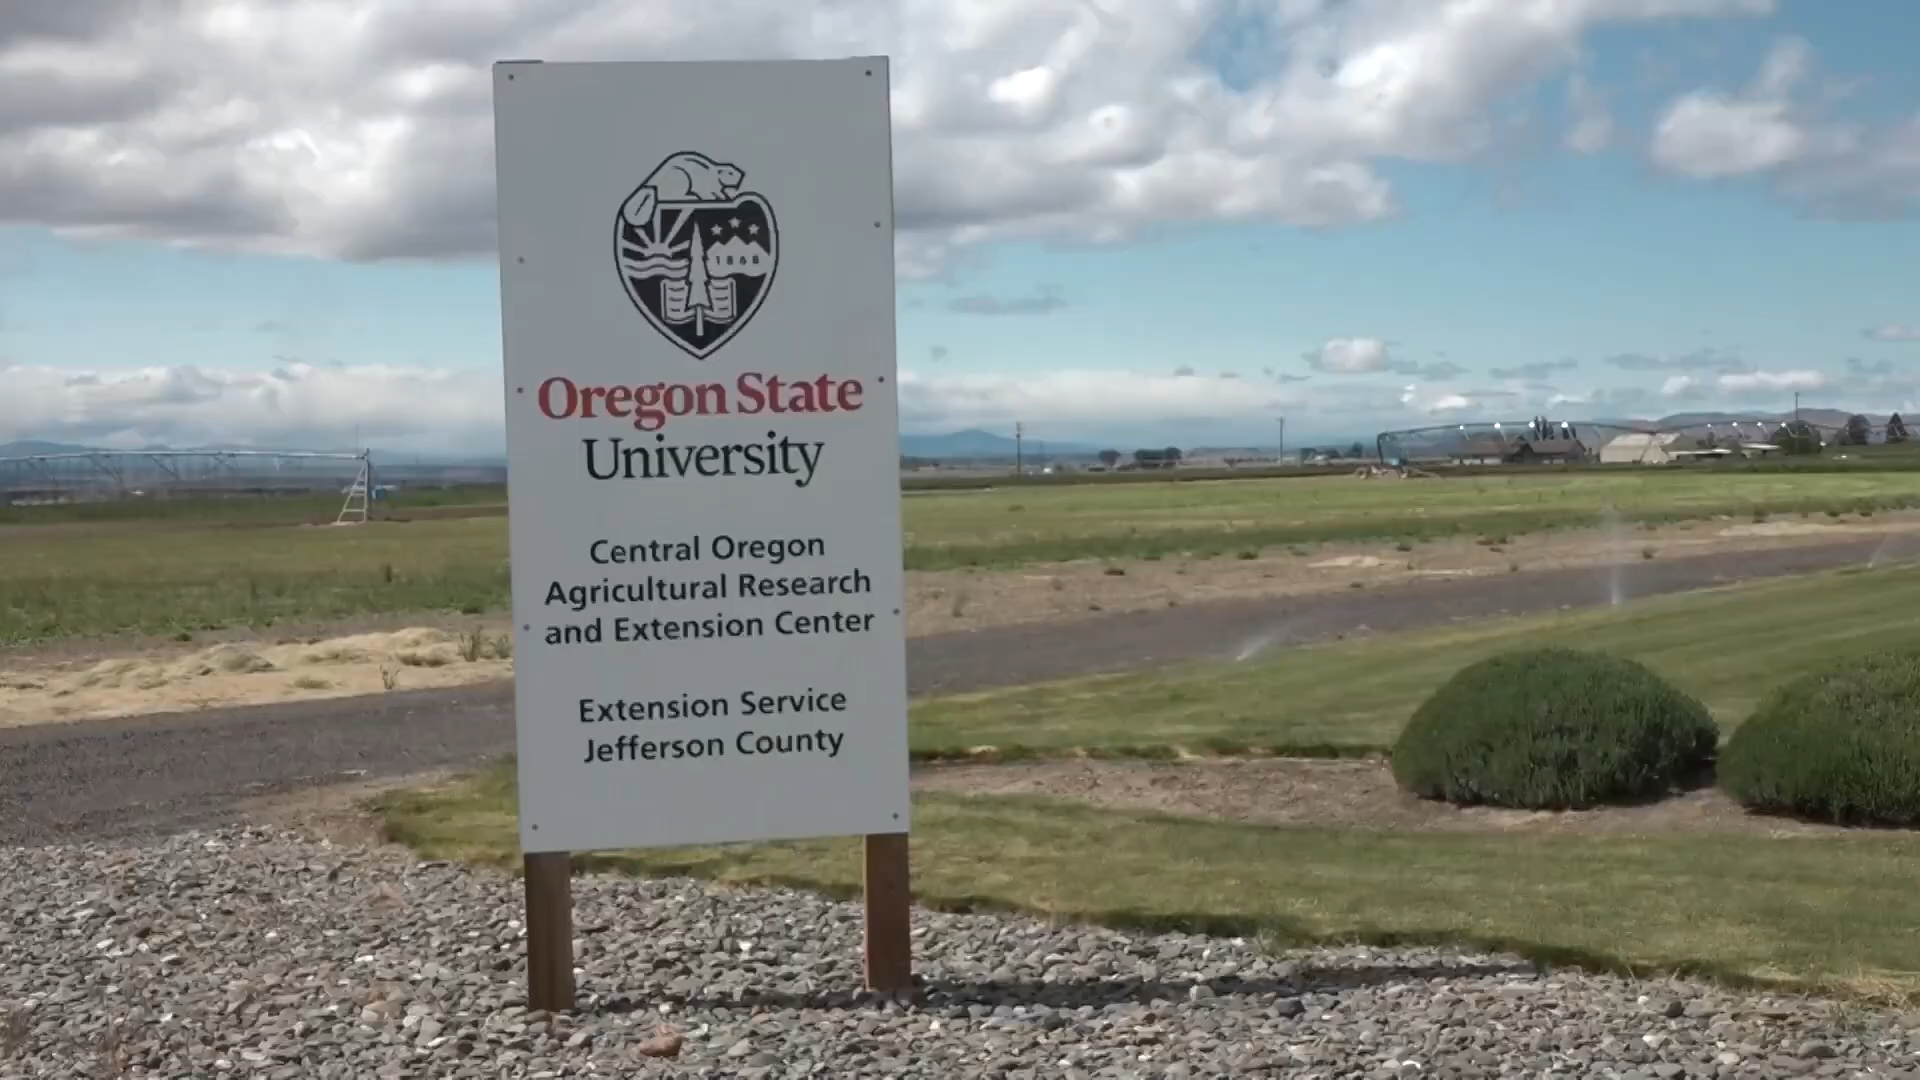 1868
Oregon State
University
Central Oregon
Agricultural Research
and Extension Center
Extension Service
Jefferson County